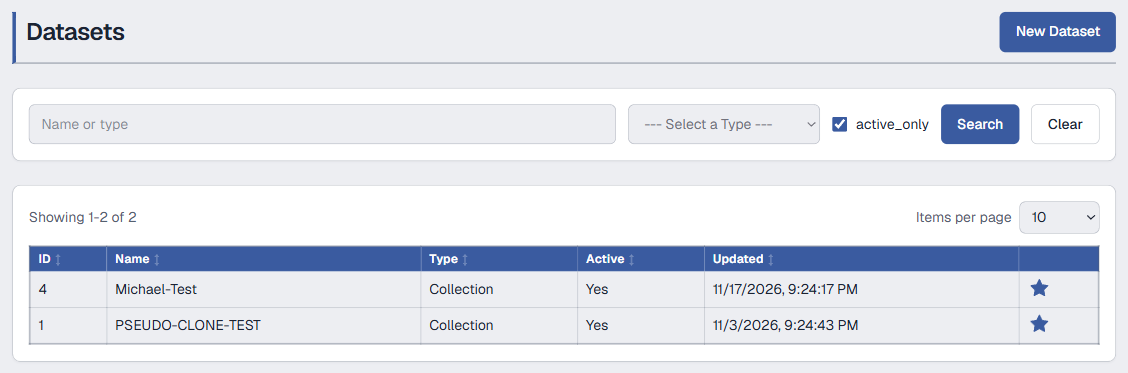 Datasets
New Dataset
Name or type
--- Select a Type ---
active_only
Search
Clear
Showing 1-2 of 2
Items per page
10
ID Name Type Active Updated
4 Michael-Test Collection Yes 11/17/2026, 9:24:17 PM
1 PSEUDO-CLONE-TEST Collection Yes 11/3/2026, 9:24:43 PM